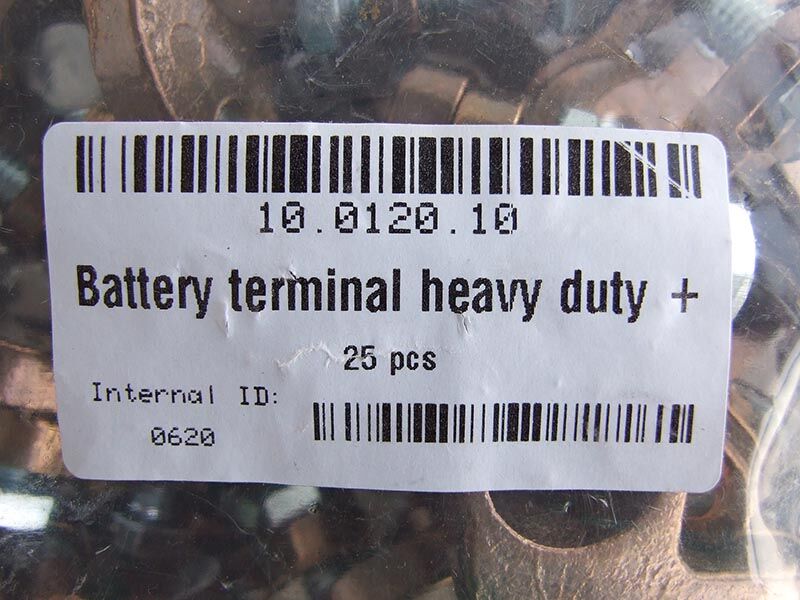 10.0120.10
Battery terminal heavy duty +
25 pcs
Internal ID:
0620